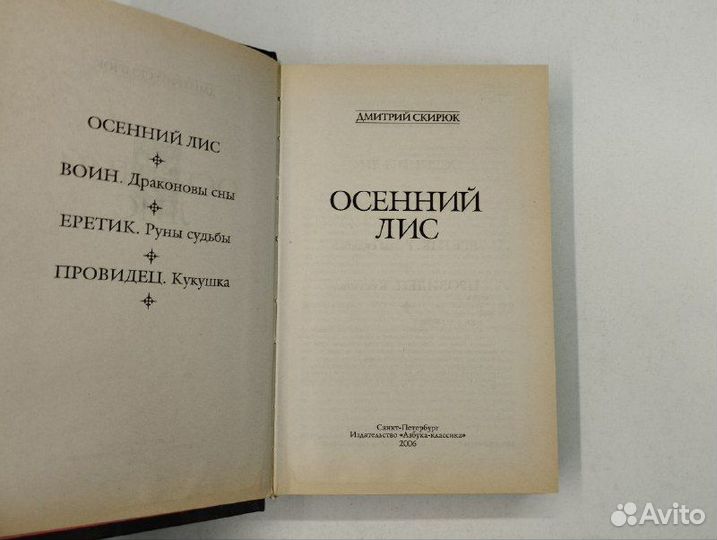 ОСЕННИЙ ЛИС
ВОИН. Драконовы сны
ЕРЕТИК. Руны судьбы
ПРОВИДЕЦ. Кукушка
ДМИТРИЙ СКИРЮК
ОСЕННИЙ
ЛИС
Санкт-Петербург
Издательство «Азбука-классика»
2006
Avito